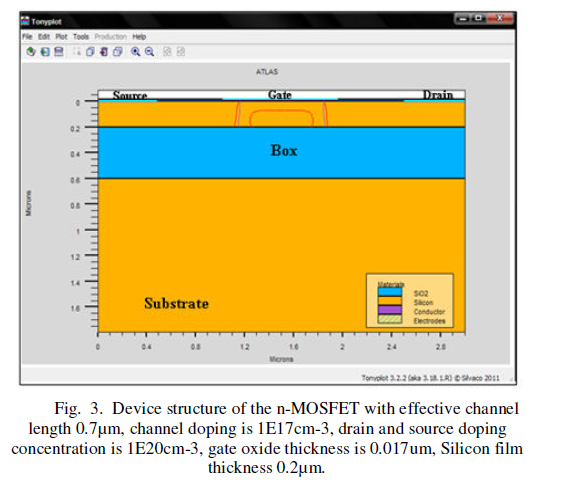 Tonyplot
File Edit Plot Tools Production Help
ATLAS
Source Gate Drain
0
0.2
0.4
0.6
0.8
1
1.2
1.4
1.6
Microns
Box
Substrate
Materials
SiO2
Silicon
Conductor
Electrodes
0 0.4 0.8 1.2 1.6 2 2.4 2.8
Microns
Tonyplot 3.2.2 (aka 3.18.1.R) © Silvaco 2011
Fig. 3. Device structure of the n-MOSFET with effective channel
length 0.7μm, channel doping is 1E17cm-3, drain and source doping
concentration is 1E20cm-3, gate oxide thickness is 0.017um, Silicon film
thickness 0.2μm.